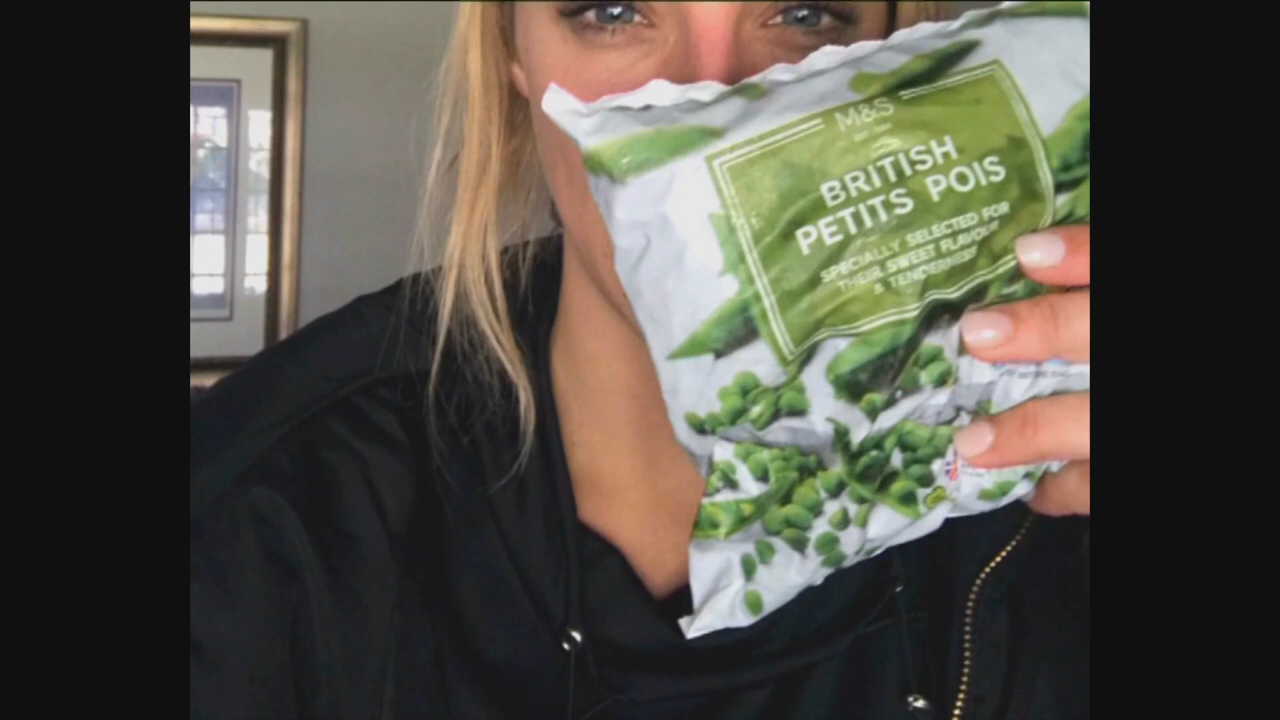 M&S
BRITISH
PETITS POIS
SPECIALLY SELECTED FOR
THEIR SWEET FLAVOUR
& TENDERNESS